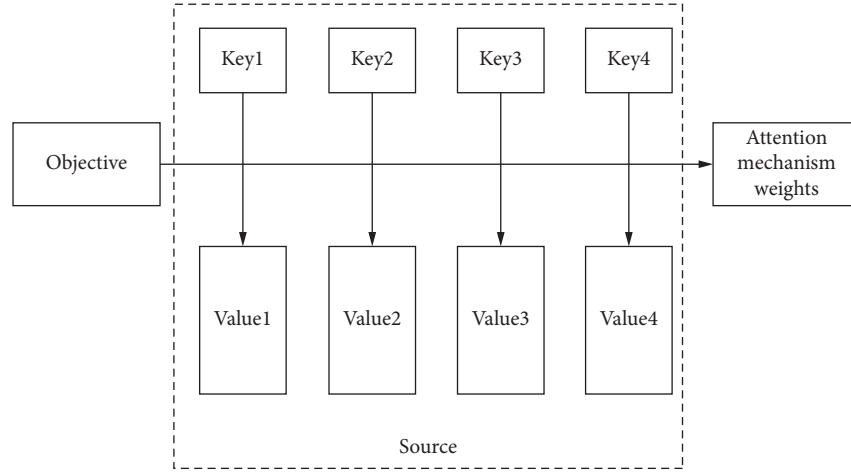 Key1
Key2
Key3
Key4
Objective
Attention
mechanism
weights
Value1
Value2
Value3
Value4
Source